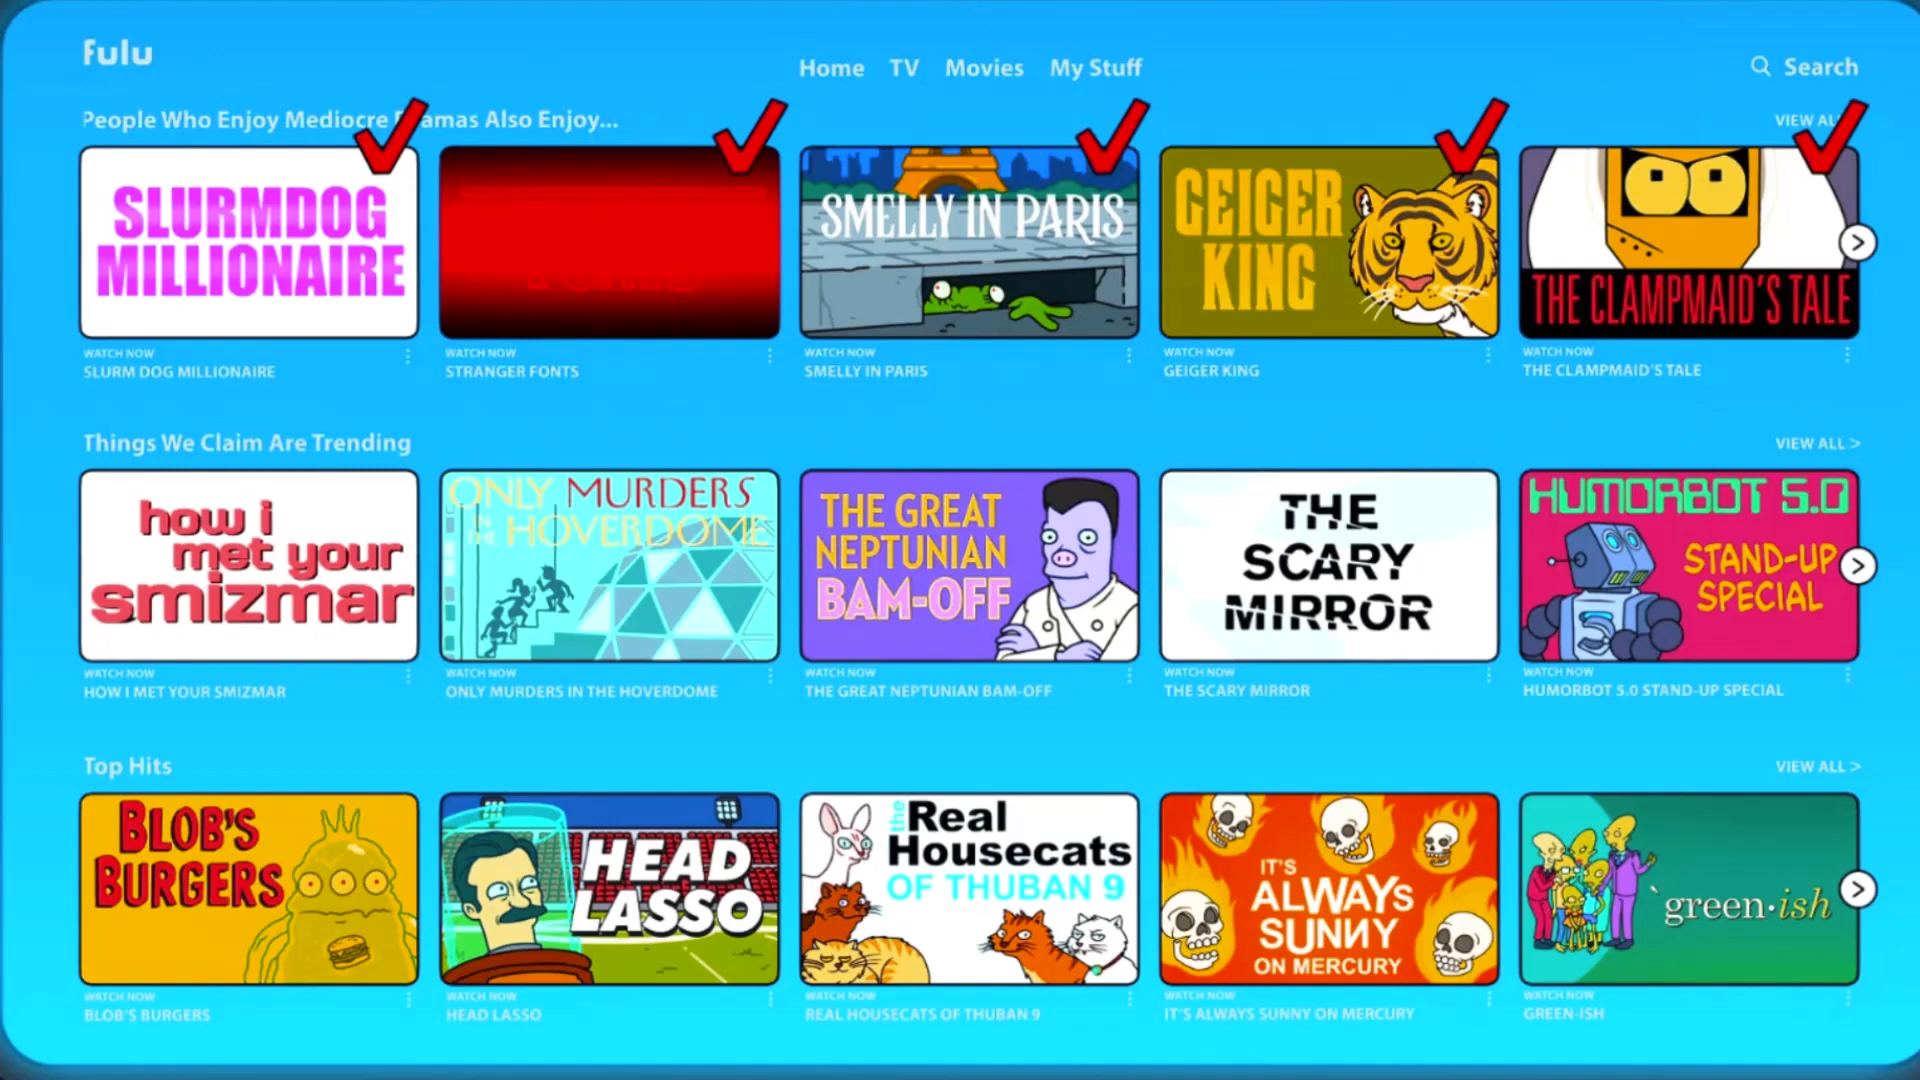 fulu
Home TV Movies My Stuff
Search
People Who Enjoy Mediocre amas Also Enjoy...
VIEW AL
SLURMDOG
MILLIONAIRE
SMELLY IN PARIS
GEIGER
KING
THE CLAMPMAID'S TALE
WATCH NOW
SLURM DOG MILLIONAIRE
WATCH NOW
STRANGER FONTS
WATCH NOW
SMELLY IN PARIS
WATCH NOW
GEIGER KING
WATCH NOW
THE CLAMPMAID'S TALE
Things We Claim Are Trending
VIEW ALL >
how i
met your
smizmar
ONLY MURDERS
IN THE HOVERDOME
THE GREAT
NEPTUNIAN
BAM-OFF
THE
SCARY
MIRROR
HUMORBOT 5.0
STAND-UP
SPECIAL
WATCH NOW
HOW I MET YOUR SMIZMAR
WATCH NOW
ONLY MURDERS IN THE HOVERDOME
WATCH NOW
THE GREAT NEPTUNIAN BAM-OFF
WATCH NOW
THE SCARY MIRROR
WATCH NOW
HUMORBOT 5.0 STAND-UP SPECIAL
Top Hits
VIEW ALL >
BLOB'S
BURGERS
HEAD
LASSO
the Real
Housecats
OF THUBAN 9
IT'S
ALWAYS
SUNNY
ON MERCURY
green·ish
WATCH NOW
BLOB'S BURGERS
WATCH NOW
HEAD LASSO
WATCH NOW
REAL HOUSECATS OF THUBAN 9
WATCH NOW
IT'S ALWAYS SUNNY ON MERCURY
WATCH NOW
GREEN-ISH